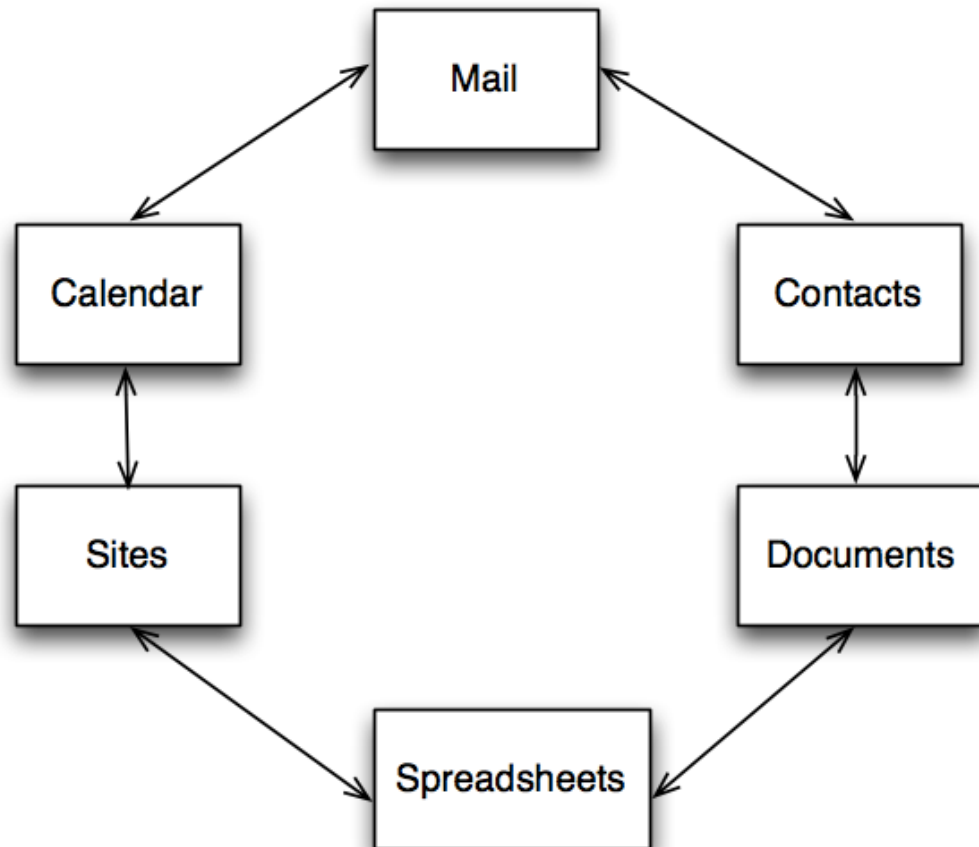 Mail
Calendar
Contacts
Sites
Documents
Spreadsheets